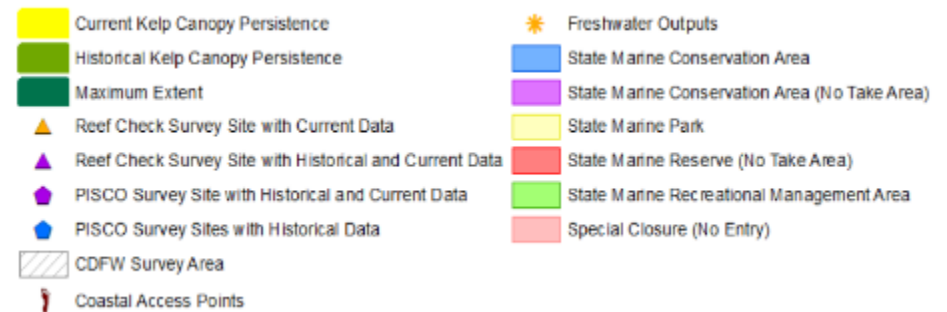 Current Kelp Canopy Persistence
Historical Kelp Canopy Persistence
Maximum Extent
Reef Check Survey Site with Current Data
Reef Check Survey Site with Historical and Current Data
PISCO Survey Site with Historical and Current Data
PISCO Survey Sites with Historical Data
CDFW Survey Area
Coastal Access Points
Freshwater Outputs
State Marine Conservation Area
State Marine Conservation Area (No Take Area)
State Marine Park
State Marine Reserve (No Take Area)
State Marine Recreational Management Area
Special Closure (No Entry)